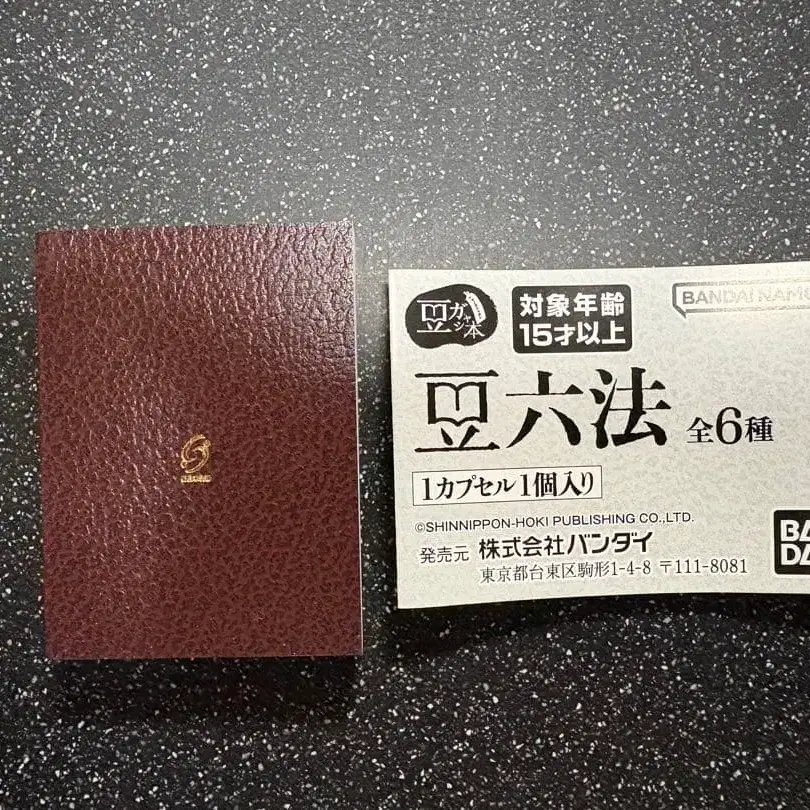 豆ガシャ本
対象年齢
15才以上
BANDAI NAMCO
豆六法 全6種
1カプセル1個入り
©SHINNIPPON-HOKI PUBLISHING CO.,LTD.
発売元 株式会社バンダイ
東京都台東区駒形1-4-8 〒111-8081
BA
DA